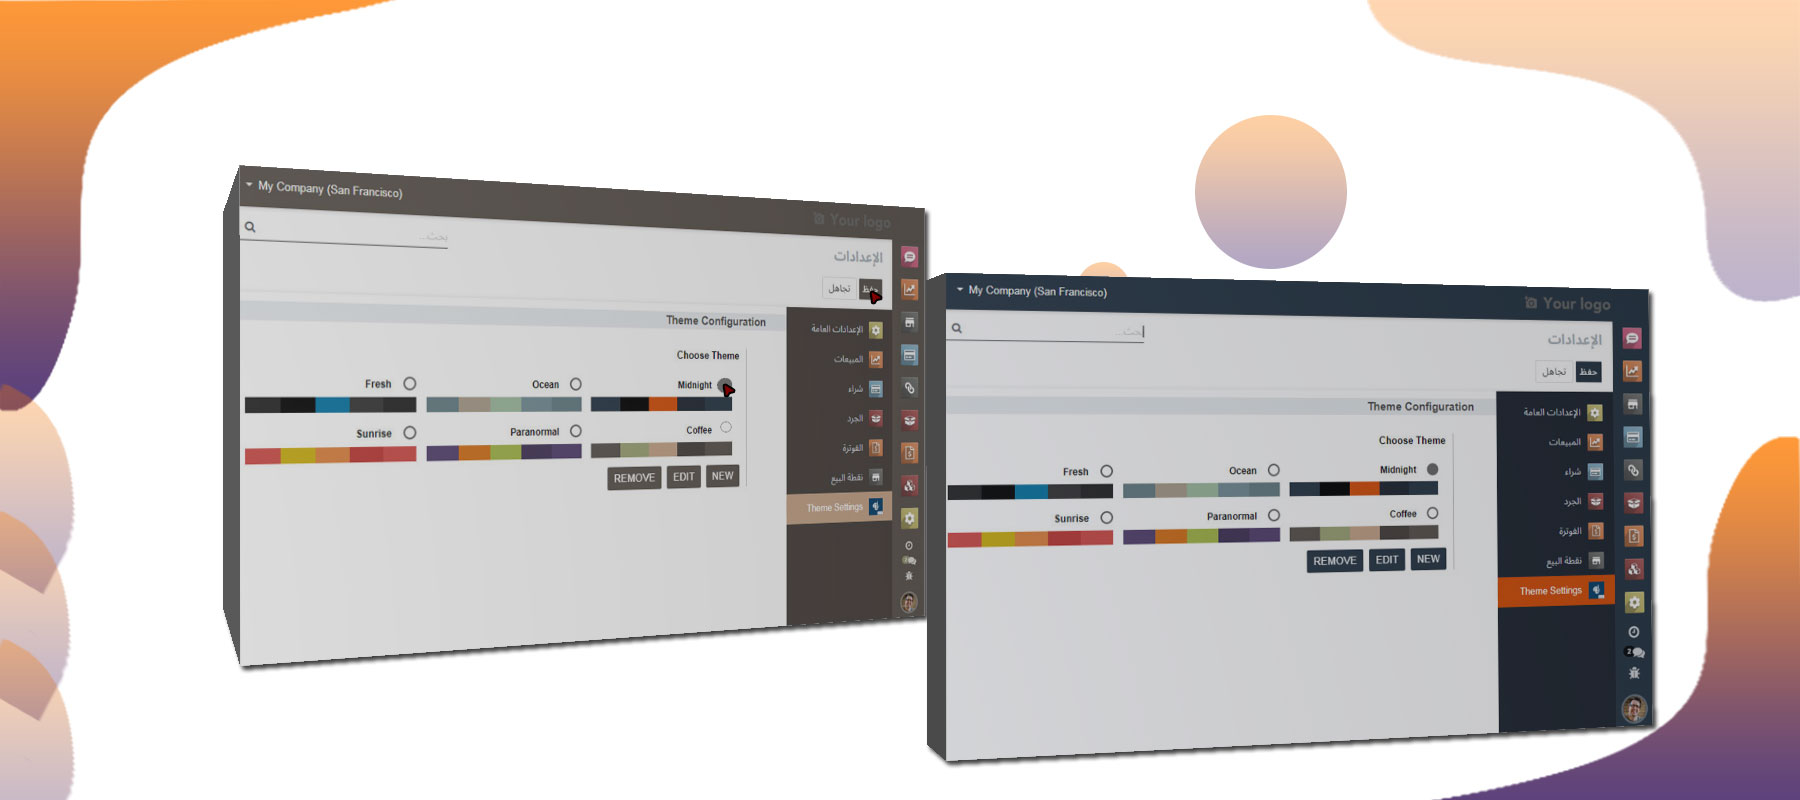 My Company (San Francisco)
Your logo
بحث...
الإعدادات
حفظ تجاهل
Theme Configuration
Choose Theme
Fresh Ocean Midnight
Sunrise Paranormal Coffee
REMOVE EDIT NEW
الإعدادات العامة
المبيعات
شراء
الجرد
الفوترة
نقطة البيع
Theme Settings
My Company (San Francisco)
Your logo
بحث...
الإعدادات
حفظ تجاهل
Theme Configuration
Choose Theme
Fresh Ocean Midnight
Sunrise Paranormal Coffee
REMOVE EDIT NEW
الإعدادات العامة
المبيعات
شراء
الجرد
الفوترة
نقطة البيع
Theme Settings
2